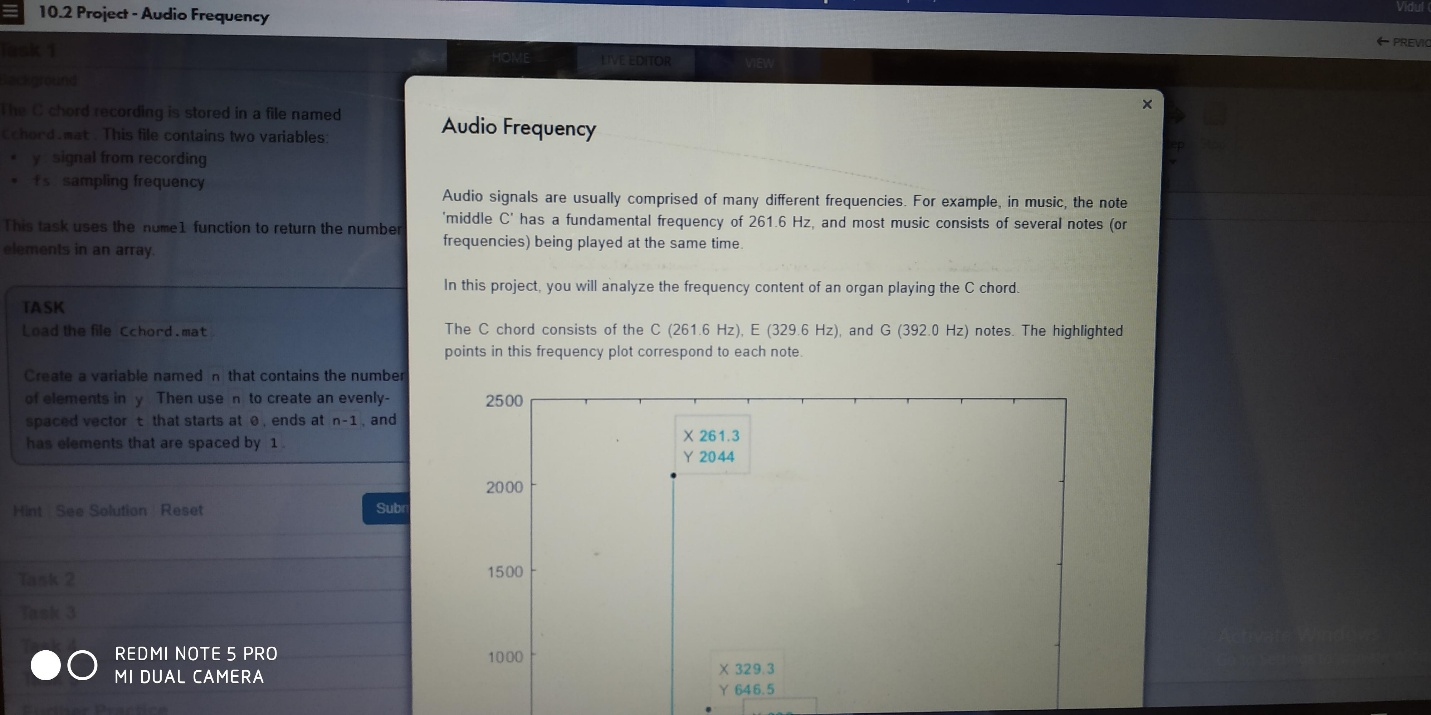 10.2 Project - Audio Frequency
Vidul
← PREVIO
Task 1
HOME
LIVE EDITOR
VIEW
Background
The C chord recording is stored in a file named
Cchord.mat. This file contains two variables:
• y signal from recording
• fs sampling frequency
This task uses the numel function to return the number
elements in an array.
TASK
Load the file Cchord.mat
Create a variable named n that contains the number
of elements in y Then use n to create an evenly-
spaced vector t that starts at 0, ends at n-1, and
has elements that are spaced by 1.
Hint See Solution Reset
Subm
Task 2
Task 3
Further Practice
×
Audio Frequency
Audio signals are usually comprised of many different frequencies. For example, in music, the note
'middle C' has a fundamental frequency of 261.6 Hz, and most music consists of several notes (or
frequencies) being played at the same time.
In this project, you will analyze the frequency content of an organ playing the C chord.
The C chord consists of the C (261.6 Hz), E (329.6 Hz), and G (392.0 Hz) notes. The highlighted
points in this frequency plot correspond to each note.
2500
X 261.3
Y 2044
2000
1500
1000
X 329.3
Y 646.5
Activate Windows
REDMI NOTE 5 PRO
MI DUAL CAMERA